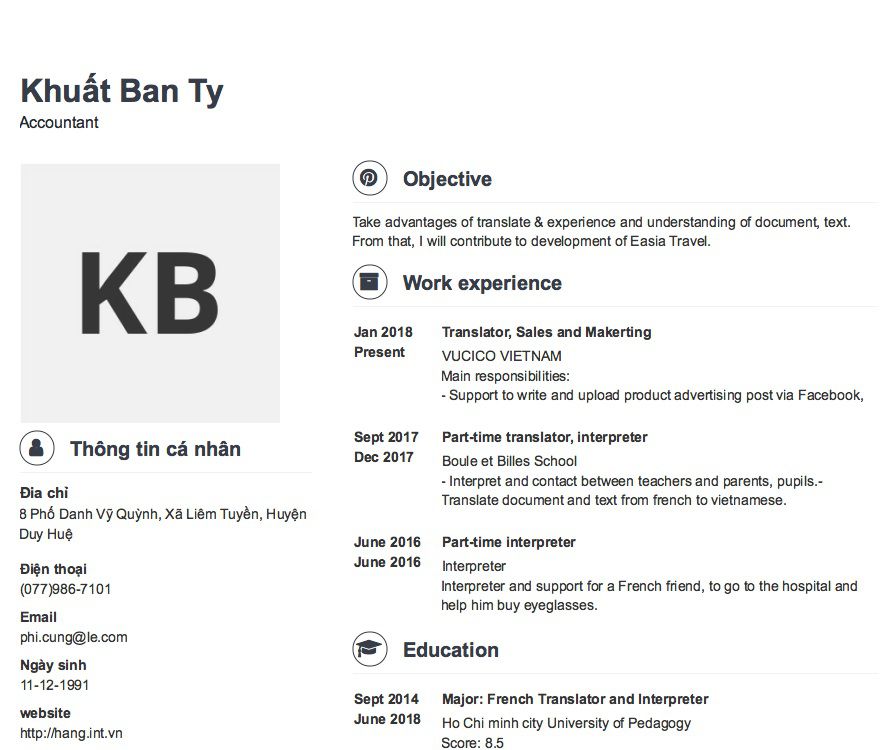 Khuất Ban Ty
Accountant
KB
Thông tin cá nhân
Đia chỉ
8 Phố Danh Vỹ Quỳnh, Xã Liêm Tuyền, Huyện
Duy Huệ
Điện thoại
(077)986-7101
Email
phi.cung@le.com
Ngày sinh
11-12-1991
website
http://hang.int.vn
Objective
Take advantages of translate & experience and understanding of document, text.
From that, I will contribute to development of Easia Travel.
Work experience
Jan 2018
Present
Translator, Sales and Makerting
VUCICO VIETNAM
Main responsibilities:
- Support to write and upload product advertising post via Facebook,
Sept 2017
Dec 2017
Part-time translator, interpreter
Boule et Billes School
- Interpret and contact between teachers and parents, pupils.-
Translate document and text from french to vietnamese.
June 2016
June 2016
Part-time interpreter
Interpreter
Interpreter and support for a French friend, to go to the hospital and
help him buy eyeglasses.
Education
Sept 2014
June 2018
Major: French Translator and Interpreter
Ho Chi minh city University of Pedagogy
Score: 8.5